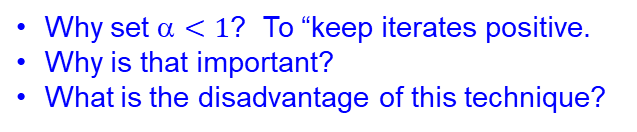 • Why set α < 1?  To “keep iterates positive.
• Why is that important?
• What is the disadvantage of this technique?